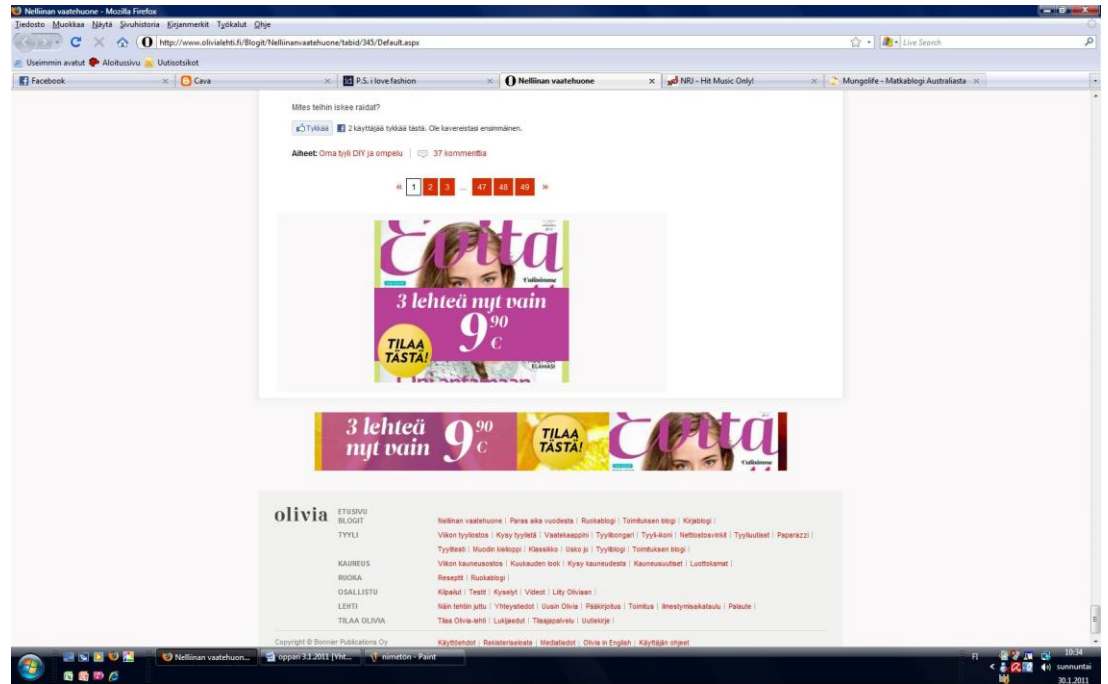 Nelliinan vaatehuone - Mozilla Firefox
Tiedosto Muokkaa Näytä Sivuhistoria Kirjanmerkit Työkalut Ohje
http://www.olivialehti.fi/Blogit/Nelliinanvaatehuone/tabid/345/Default.aspx
Live Search
Useimmin avatut Aloitussivu Uutisotsikot
Facebook Cava P.S. i love fashion Nelliinan vaatehuone NRJ - Hit Music Only! Mungolife - Matkablogi Australiasta
Mites teihin iskee raidat?
Tykkää 2 käyttäjää tykkää tästä. Ole kavereistasi ensimmäinen.
Aiheet: Oma tyyli DIY ja ompelu | 37 kommenttia
« 1 2 3 ... 47 48 49 »
Evita
3 lehteä nyt vain
9 90 €
TILAA
TÄSTÄ!
ELÄMÄSI
3 lehteä
nyt vain
9 90 €
TILAA
TÄSTÄ!
Evita
olivia
ETUSIVU
BLOGIT Nelliinan vaatehuone | Paras aika vuodesta | Ruokablogi | Toimituksen blogi | Kirjablogi |
TYYLI Viikon tyyliostos | Kysy tyylistä | Vaatekaappini | Tyylibongari | Tyyli-ikoni | Nettiostosvinkit | Tyyliuutiset | Paparazzi |
Tyylitesti | Muodin kielioppi | Klassikko | Usko jo | Tyyliblogi | Toimituksen blogi |
KAUNEUS Viikon kauneusostos | Kuukauden look | Kysy kauneudesta | Kauneusuutiset | Luottokamat |
RUOKA Reseptit | Ruokablogi |
OSALLISTU Kilpailut | Testit | Kyselyt | Videot | Liity Oliviaan |
LEHTI Näin tehtiin juttu | Yhteystiedot | Uusin Olivia | Pääkirjoitus | Toimitus | Ilmestymisaikataulu | Palaute |
TILAA OLIVIA Tilaa Olivia-lehti | Lukijaedut | Tilaajapalvelu | Uutiskirje |
Copyright © Bonnier Publications Oy Käyttöehdot | Rekisteriseloste | Mediatiedot | Olivia in English | Käyttäjän ohjeet
Nelliinan vaatehuon... oppari 3.1.2011 [Yht... nimetön - Paint
FI
10:34
sunnuntai
30.1.2011